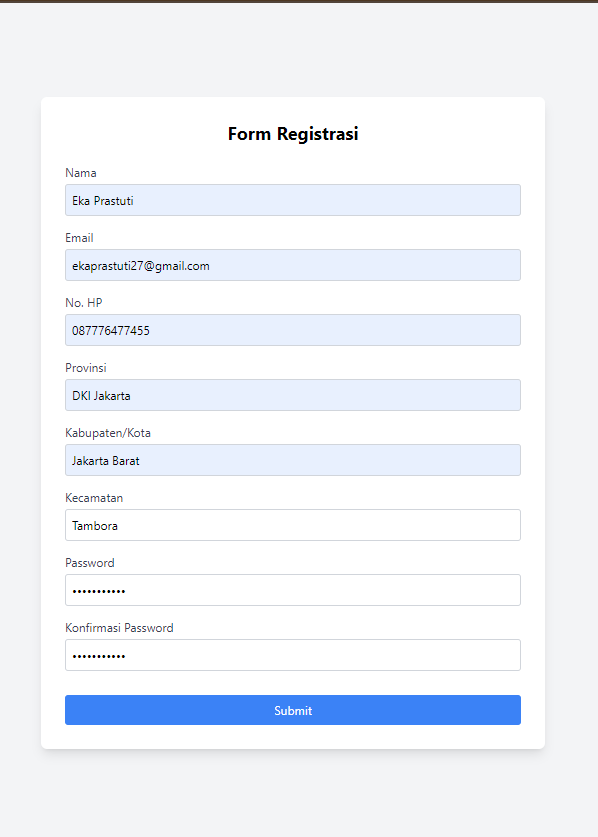 Form Registrasi
Nama
Eka Prastuti
Email
ekaprastuti27@gmail.com
No. HP
087776477455
Provinsi
DKI Jakarta
Kabupaten/Kota
Jakarta Barat
Kecamatan
Tambora
Password
•••••••••••
Konfirmasi Password
•••••••••••
Submit